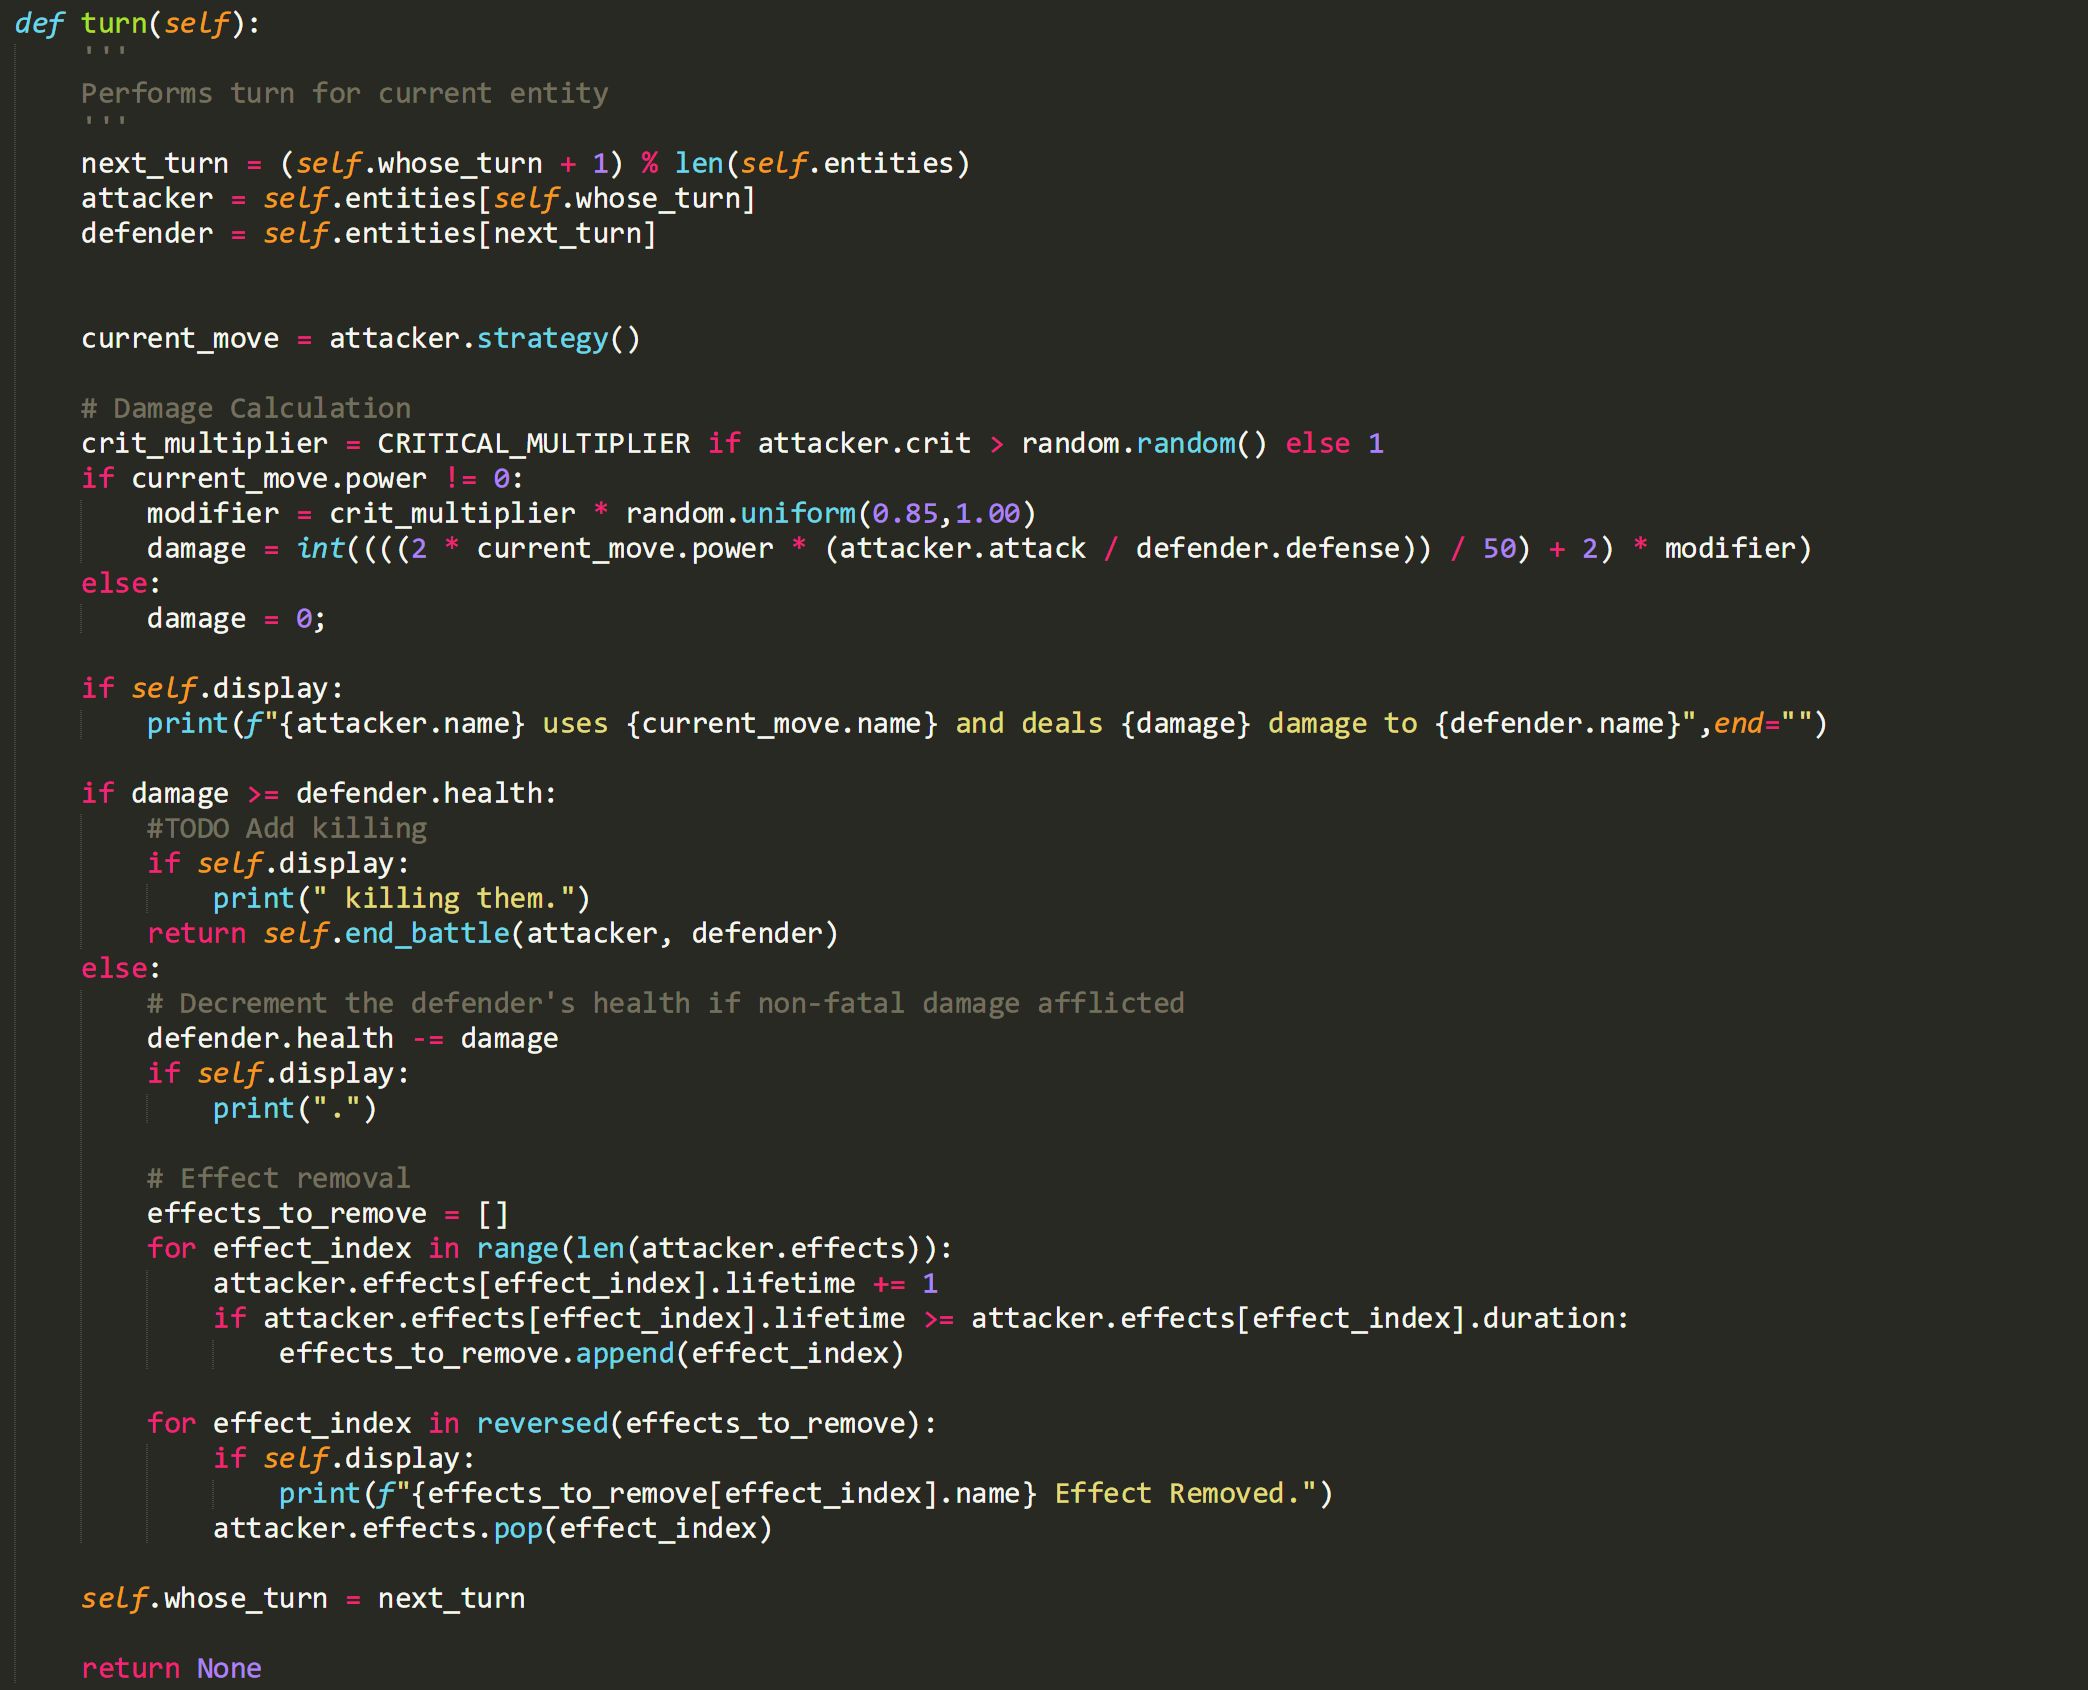 def turn(self):
    '''
    Performs turn for current entity
    '''
    next_turn = (self.whose_turn + 1) % len(self.entities)
    attacker = self.entities[self.whose_turn]
    defender = self.entities[next_turn]
    current_move = attacker.strategy()
    # Damage Calculation
    crit_multiplier = CRITICAL_MULTIPLIER if attacker.crit > random.random() else 1
    if current_move.power != 0:
        modifier = crit_multiplier * random.uniform(0.85,1.00)
        damage = int((((2 * current_move.power * (attacker.attack / defender.defense)) / 50) + 2) * modifier)
    else:
        damage = 0;
    if self.display:
        print(f"{attacker.name} uses {current_move.name} and deals {damage} damage to {defender.name}",end="")
    if damage >= defender.health:
        #TODO Add killing
        if self.display:
            print(" killing them.")
        return self.end_battle(attacker, defender)
    else:
        # Decrement the defender's health if non-fatal damage afflicted
        defender.health -= damage
        if self.display:
            print(".")
        # Effect removal
        effects_to_remove = []
        for effect_index in range(len(attacker.effects)):
            attacker.effects[effect_index].lifetime += 1
            if attacker.effects[effect_index].lifetime >= attacker.effects[effect_index].duration:
                effects_to_remove.append(effect_index)
        for effect_index in reversed(effects_to_remove):
            if self.display:
                print(f"{effects_to_remove[effect_index].name} Effect Removed.")
            attacker.effects.pop(effect_index)
    self.whose_turn = next_turn
    return None